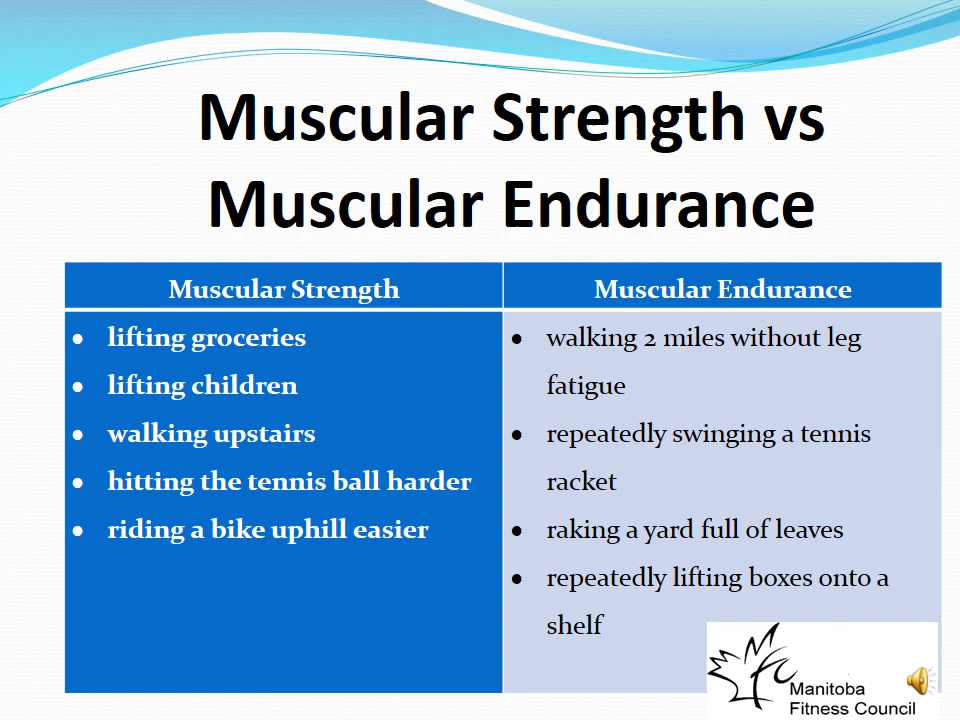 Muscular Strength vs
Muscular Endurance
Muscular Strength
• lifting groceries
• lifting children
• walking upstairs
• hitting the tennis ball harder
• riding a bike uphill easier
Muscular Endurance
• walking 2 miles without leg
fatigue
• repeatedly swinging a tennis
racket
• raking a yard full of leaves
• repeatedly lifting boxes onto a
shelf
Manitoba
Fitness Council